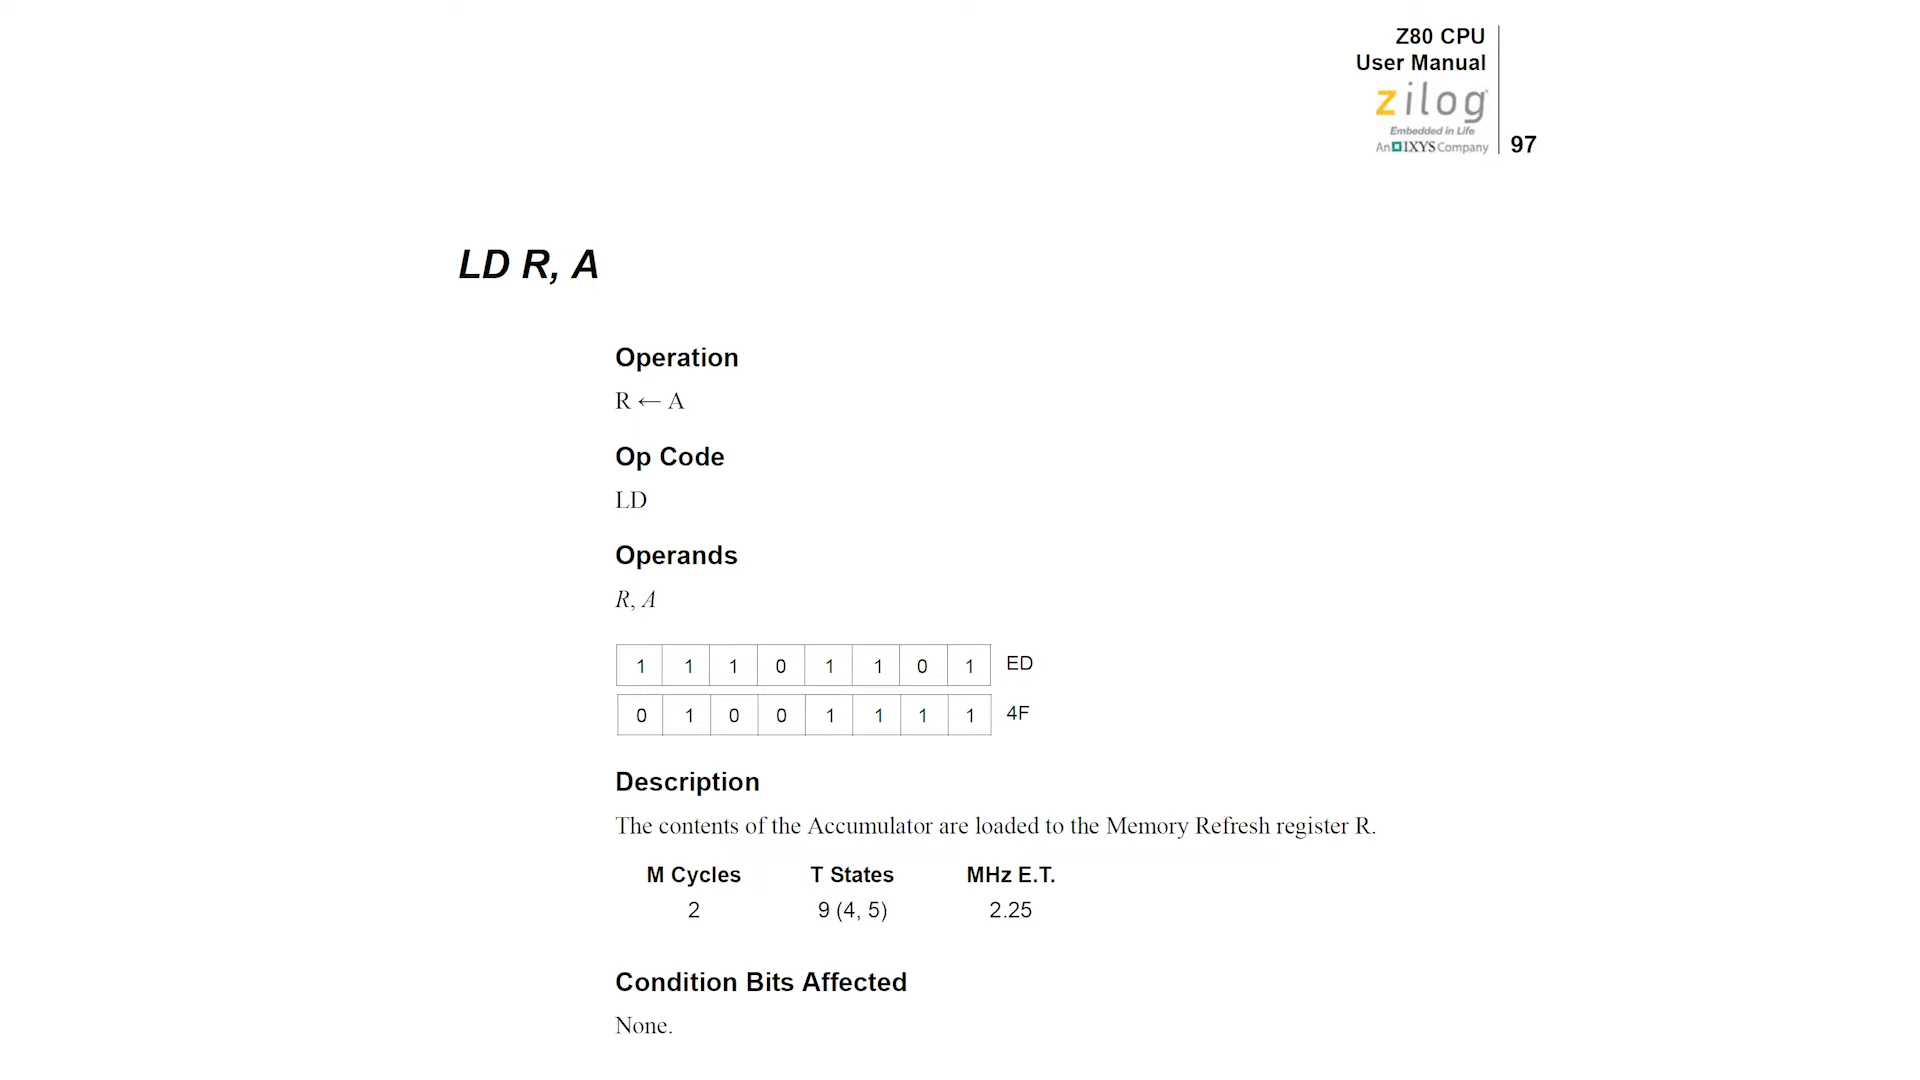 Z80 CPU
User Manual
zilog
Embedded in Life
An IXYS Company
97
LD R, A
Operation
R ← A
Op Code
LD
Operands
R, A
1 1 1 0 1 1 0 1 ED
0 1 0 0 1 1 1 1 4F
Description
The contents of the Accumulator are loaded to the Memory Refresh register R.
M Cycles T States MHz E.T.
2 9 (4, 5) 2.25
Condition Bits Affected
None.